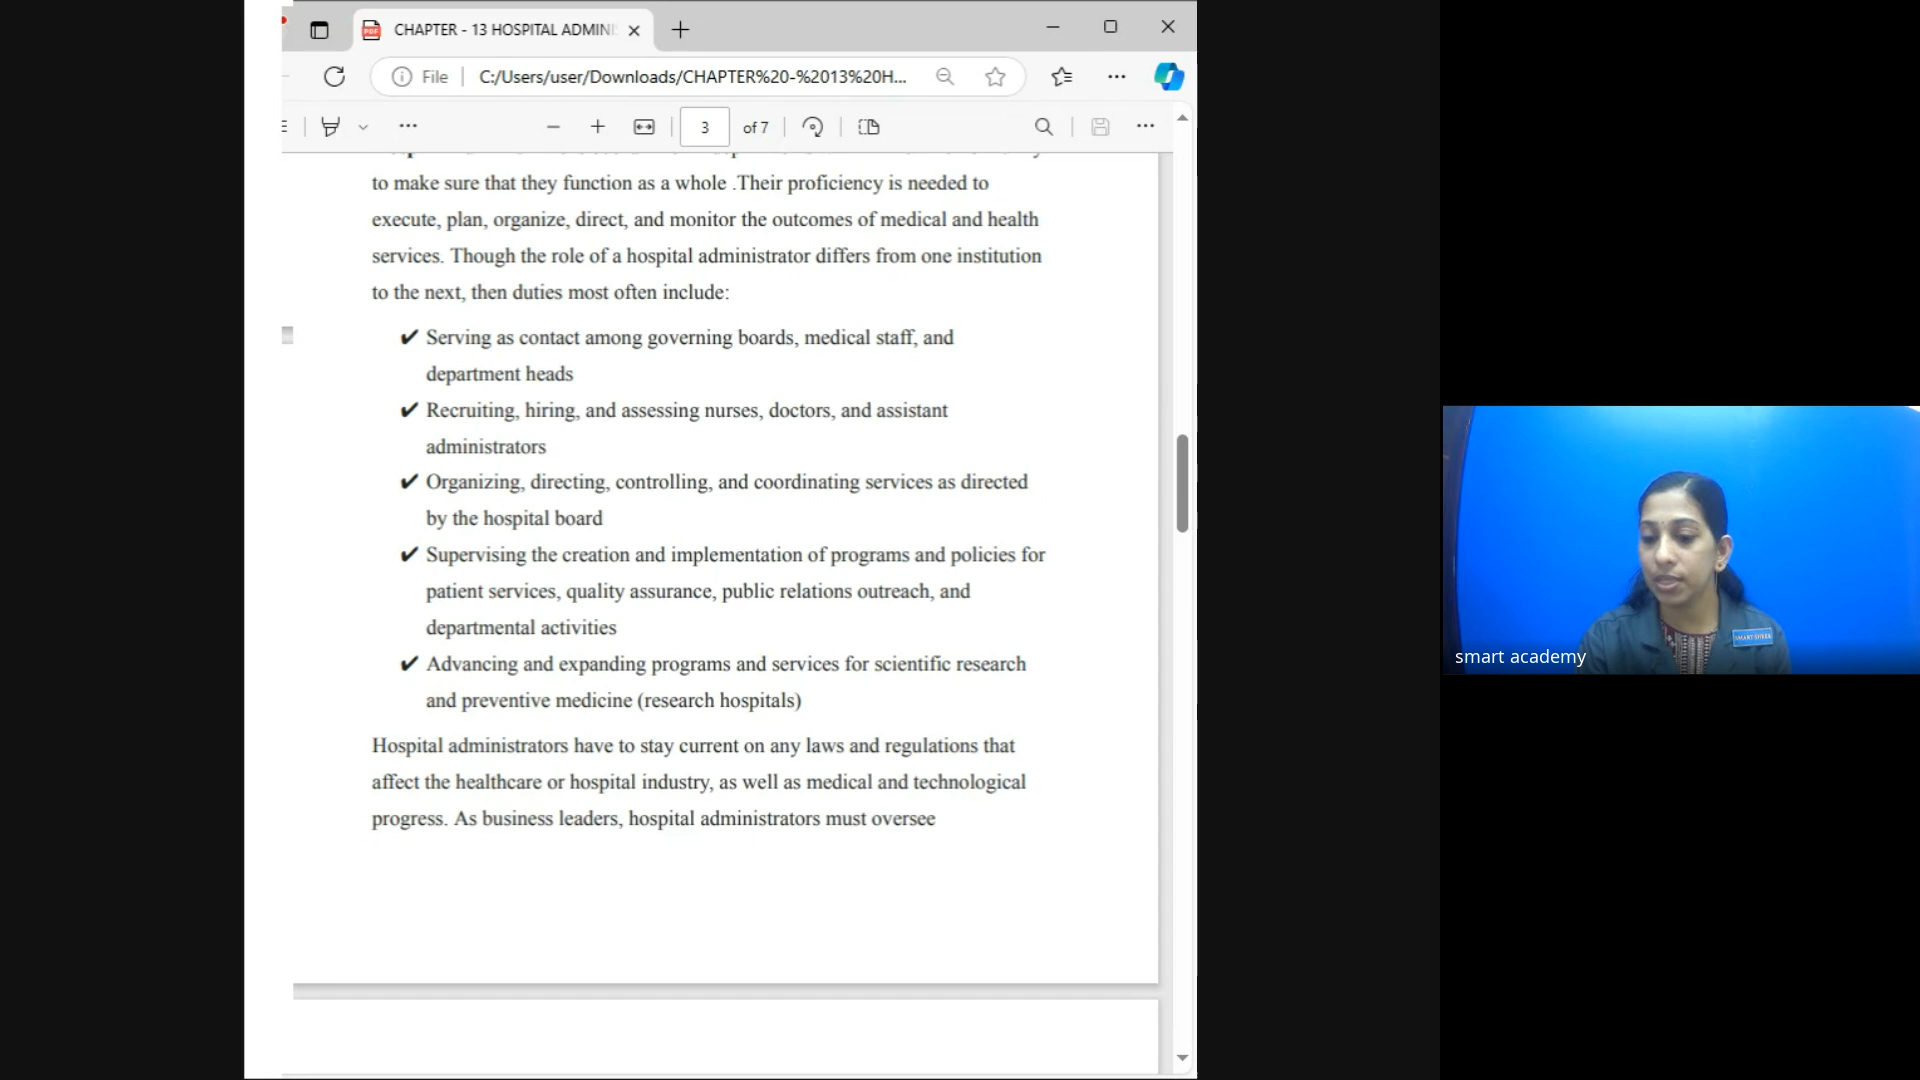 CHAPTER - 13 HOSPITAL ADMIN
File
C:/Users/user/Downloads/CHAPTER%20-%2013%20H...
3
of 7
to make sure that they function as a whole .Their proficiency is needed to
execute, plan, organize, direct, and monitor the outcomes of medical and health
services. Though the role of a hospital administrator differs from one institution
to the next, then duties most often include:
✔ Serving as contact among governing boards, medical staff, and
department heads
✔ Recruiting, hiring, and assessing nurses, doctors, and assistant
administrators
✔ Organizing, directing, controlling, and coordinating services as directed
by the hospital board
✔ Supervising the creation and implementation of programs and policies for
patient services, quality assurance, public relations outreach, and
departmental activities
✔ Advancing and expanding programs and services for scientific research
and preventive medicine (research hospitals)
Hospital administrators have to stay current on any laws and regulations that
affect the healthcare or hospital industry, as well as medical and technological
progress. As business leaders, hospital administrators must oversee
smart academy